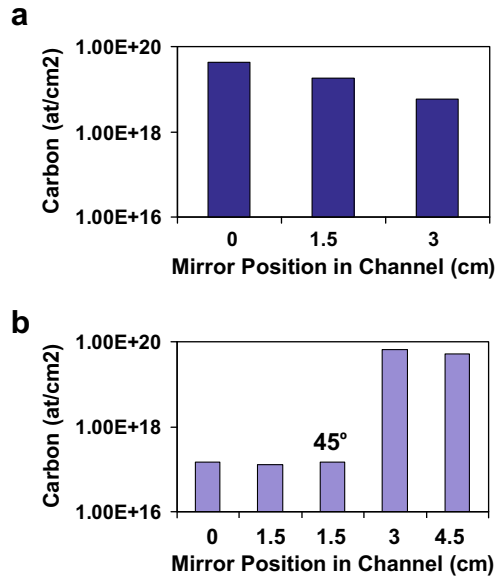 a
Carbon (at/cm2)
1.00E+20
1.00E+18
1.00E+16
0 1.5 3
Mirror Position in Channel (cm)
b
Carbon (at/cm2)
1.00E+20
1.00E+18
1.00E+16
45°
0 1.5 1.5 3 4.5
Mirror Position in Channel (cm)